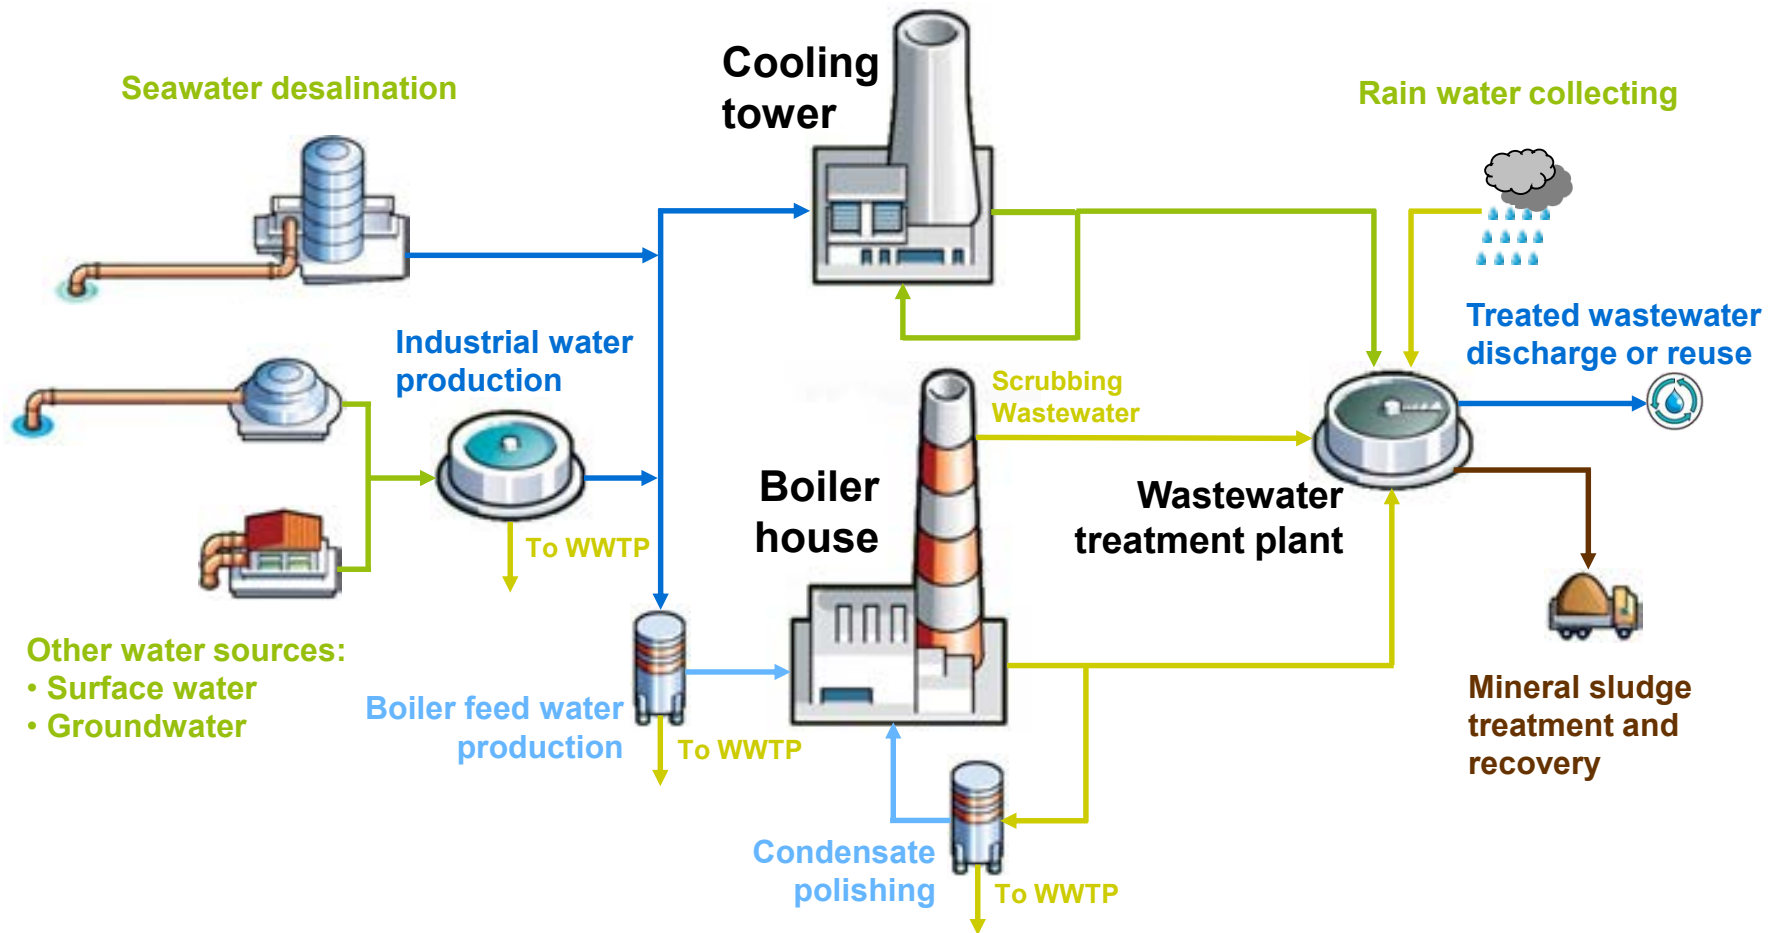 Cooling
tower
Seawater desalination
Rain water collecting
Industrial water
production
Treated wastewater
discharge or reuse
Scrubbing
Wastewater
Boiler
house
Wastewater
treatment plant
To WWTP
Other water sources:
• Surface water
• Groundwater
Boiler feed water
production
To WWTP
Mineral sludge
treatment and
recovery
Condensate
polishing
To WWTP